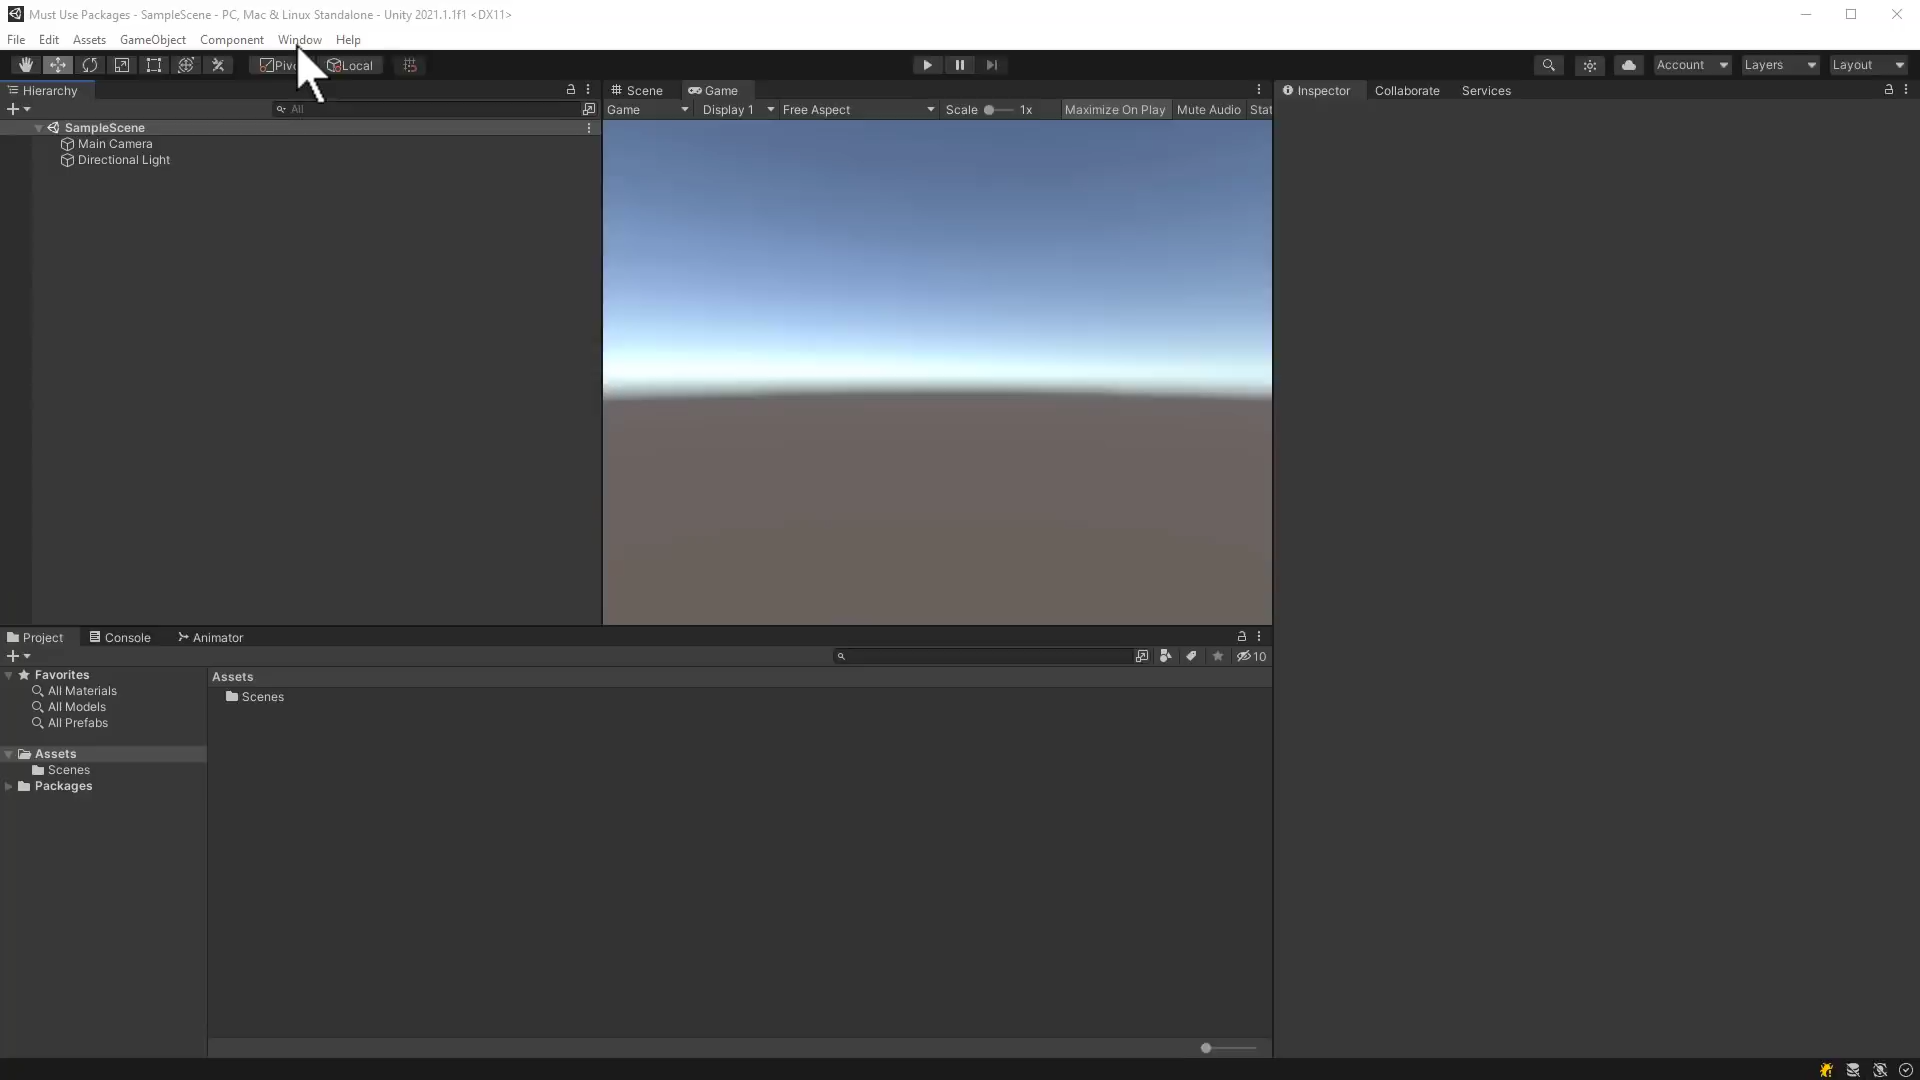 Must Use Packages - SampleScene - PC, Mac & Linux Standalone - Unity 2021.1.1f1 <DX11>
File Edit Assets GameObject Component Window Help
Local Account Layers Layout
Hierarchy Scene Game Inspector Collaborate Services
All Game Display 1 Free Aspect Scale 1x Maximize On Play Mute Audio Stat
SampleScene
Main Camera
Directional Light
Project Console Animator
10
Favorites Assets
All Materials Scenes
All Models
All Prefabs
Assets
Scenes
Packages